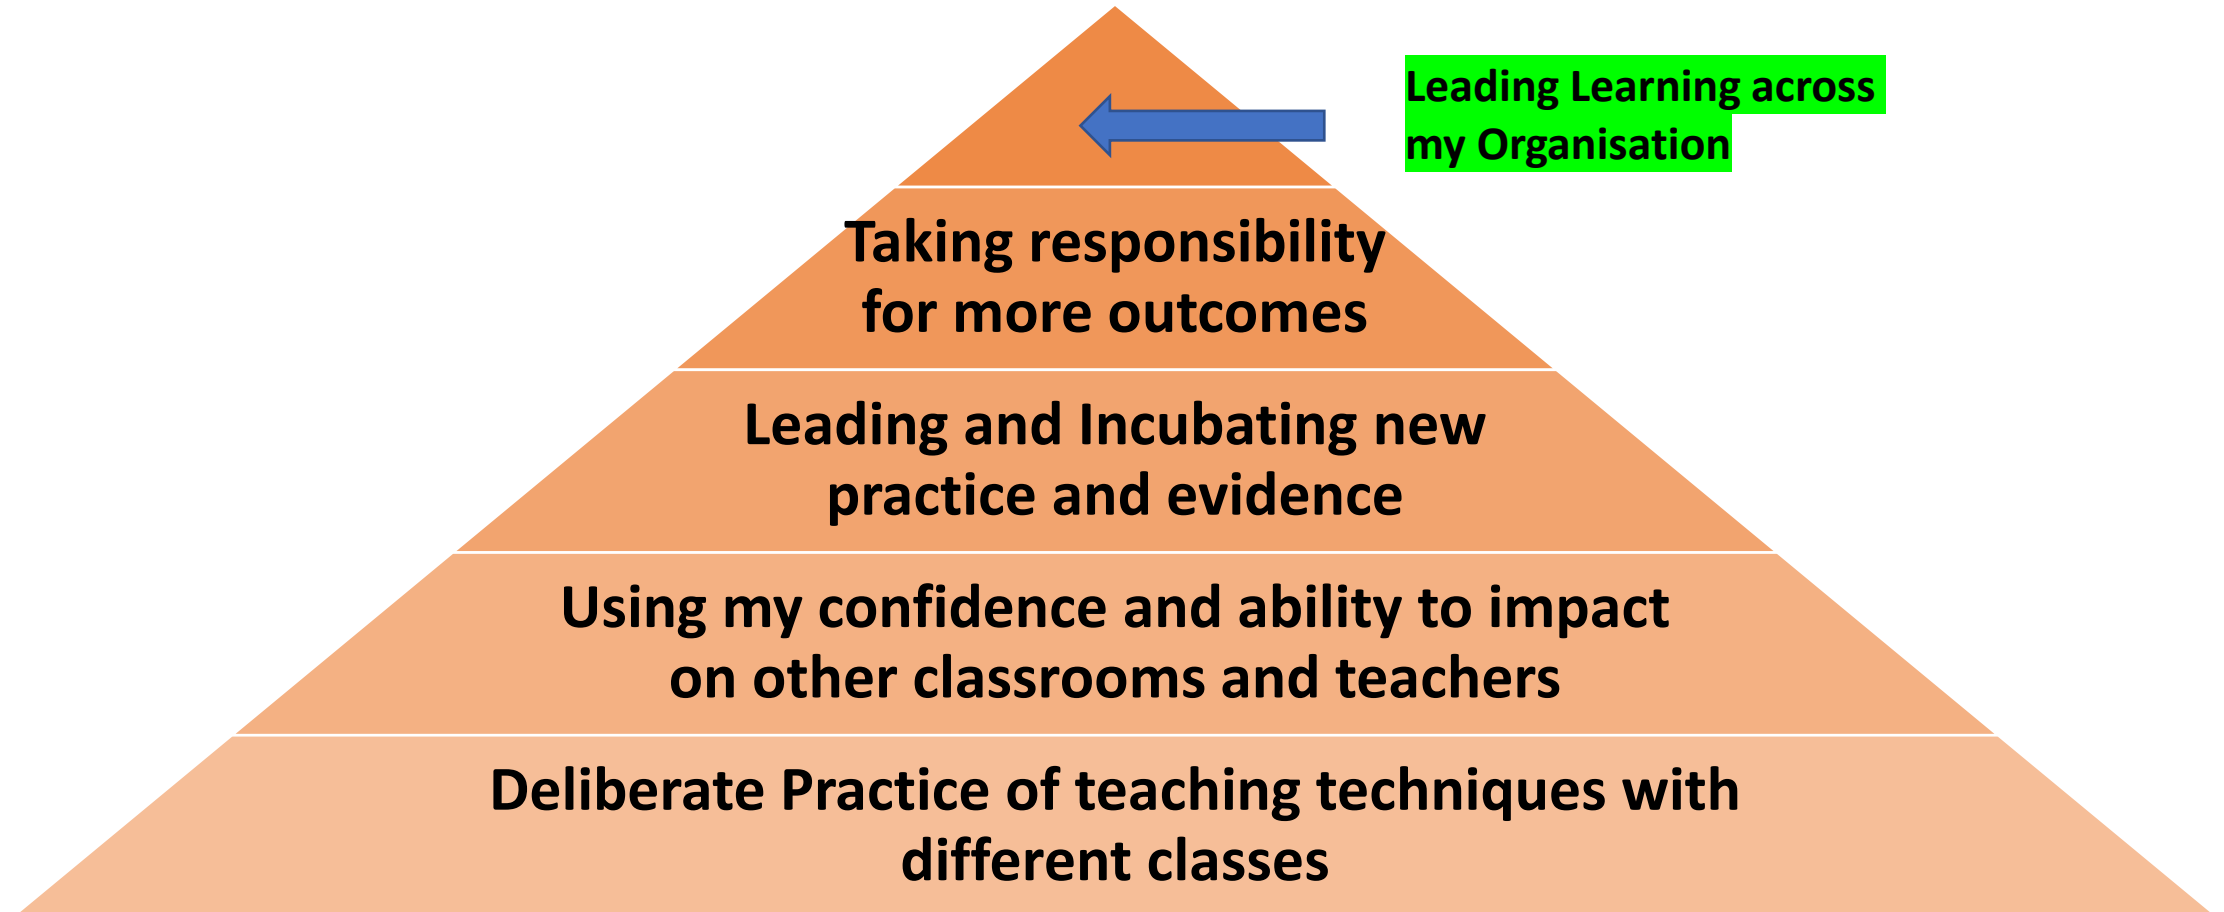 Leading Learning across
my Organisation
Taking responsibility
for more outcomes
Leading and Incubating new
practice and evidence
Using my confidence and ability to impact
on other classrooms and teachers
Deliberate Practice of teaching techniques with
different classes